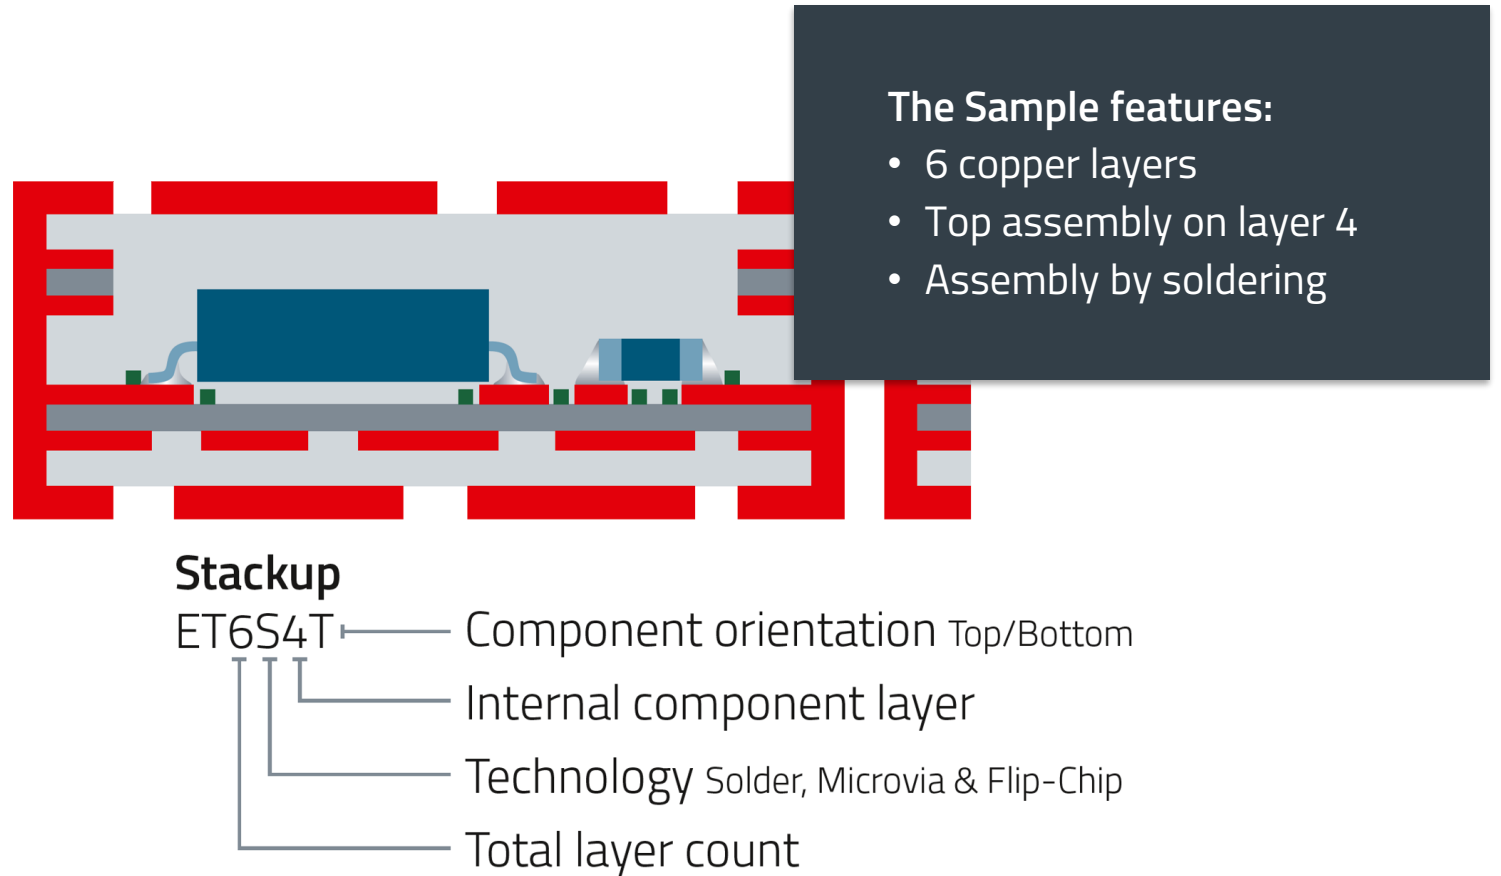 The Sample features:
• 6 copper layers
• Top assembly on layer 4
• Assembly by soldering
Stackup
ET6S4T
Component orientation Top/Bottom
Internal component layer
Technology Solder, Microvia & Flip-Chip
Total layer count